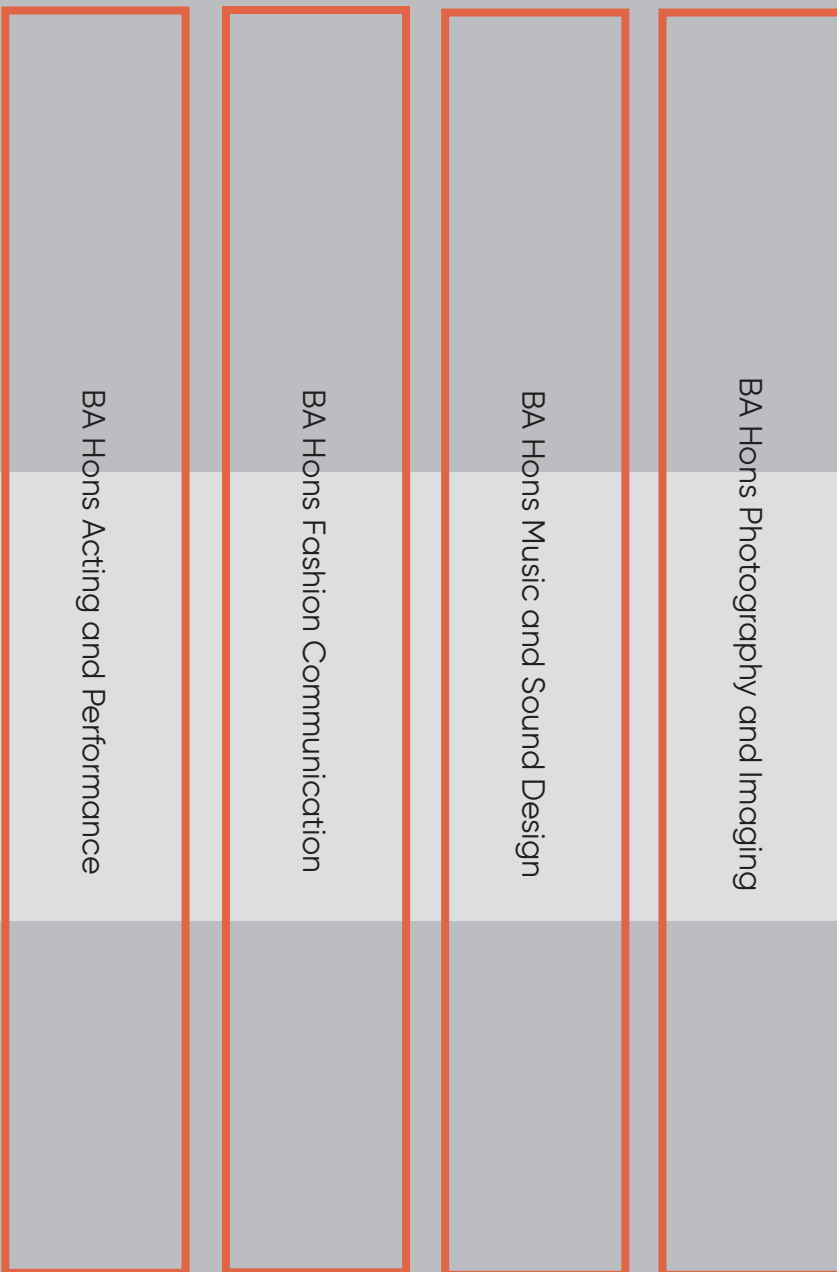 BA Hons Acting and Performance
BA Hons Fashion Communication
BA Hons Music and Sound Design
BA Hons Photography and Imaging